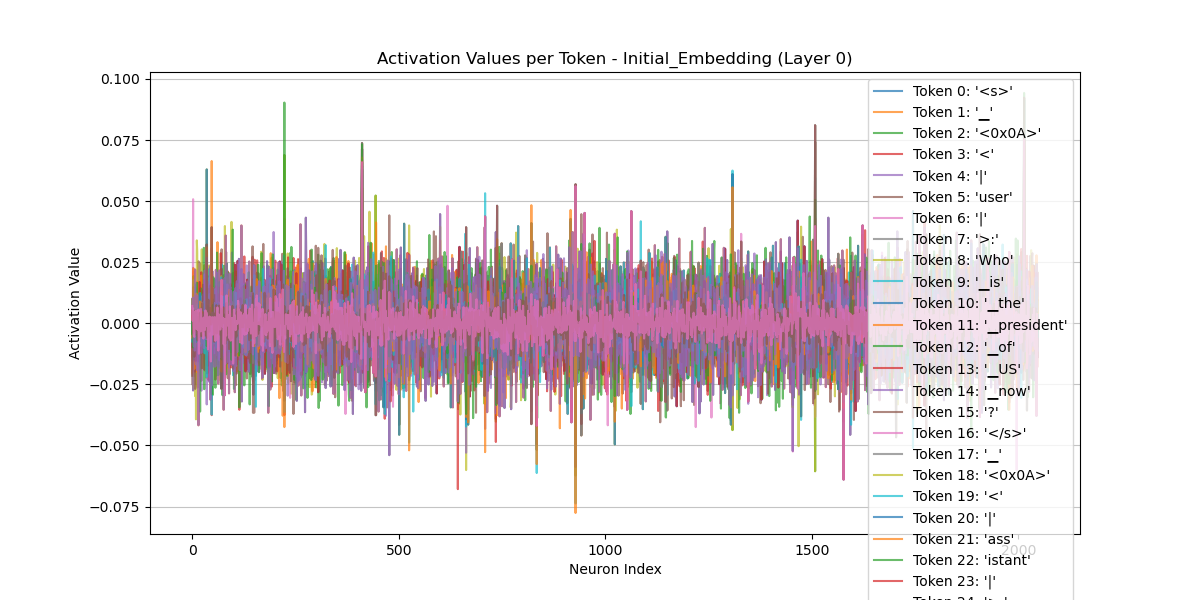 Activation Values per Token - Initial_Embedding (Layer 0)
Activation Value
0.100
0.075
0.050
0.025
0.000
−0.025
−0.050
−0.075
0
500
1000
1500
2000
Neuron Index
Token 0: '<s>'
Token 1: '▁'
Token 2: '<0x0A>'
Token 3: '<'
Token 4: '|'
Token 5: 'user'
Token 6: '|'
Token 7: '>:'
Token 8: 'Who'
Token 9: '▁is'
Token 10: '▁the'
Token 11: '▁president'
Token 12: '▁of'
Token 13: '▁US'
Token 14: '▁now'
Token 15: '?'
Token 16: '</s>'
Token 17: '▁'
Token 18: '<0x0A>'
Token 19: '<'
Token 20: '|'
Token 21: 'ass'
Token 22: 'istant'
Token 23: '|'